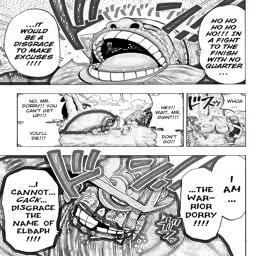 HO HO
HO HO
HO!!! IN
A FIGHT
TO THE
FINISH
WITH NO
QUARTER
...
...IT
WOULD
BE A
DISGRACE
TO MAKE
EXCUSES
!!!!
WHOA
HEY!!
WAIT, MR.
GIANT!!!
DON'T
GO!!
NO, MR.
DORRY!! YOU
CAN'T GET
UP!!!
YOU'LL
DIE!!!
I
AM...
...THE
WAR-
RIOR
DORRY
!!!!
...I
CANNOT...
GACK...
DISGRACE
THE NAME
OF ELBAPH
!!!!